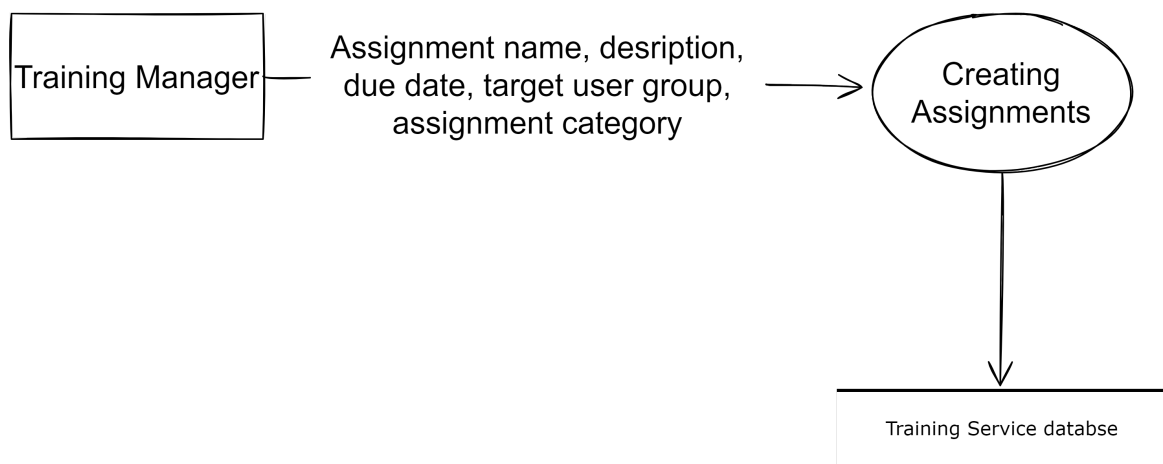 Training Manager
Assignment name, desription,
due date, target user group,
assignment category
Creating
Assignments
Training Service databse